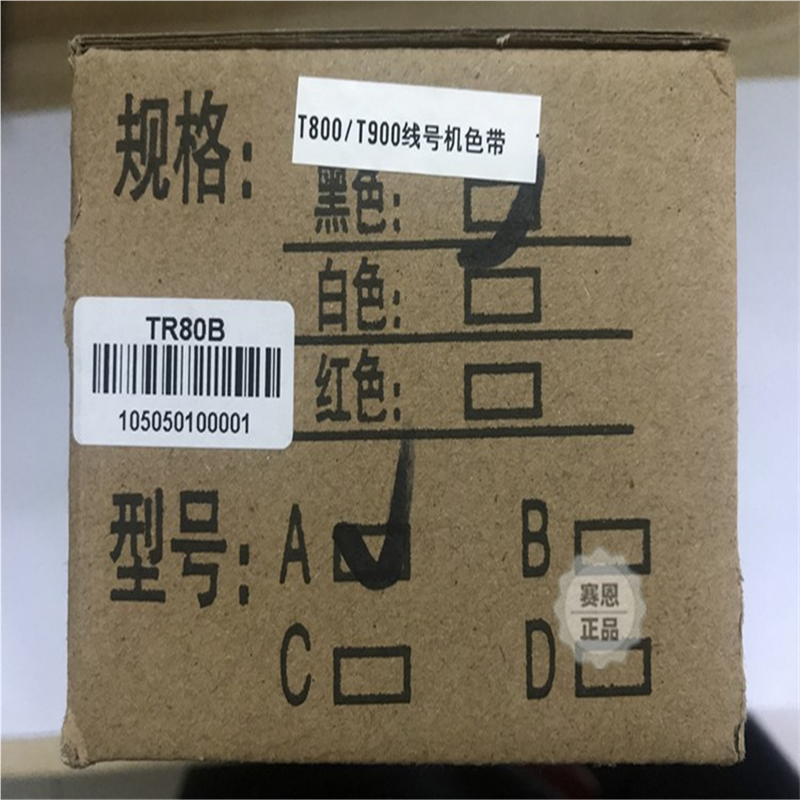 规格:
T800/T900线号机色带
黑色:
白色:
TR80B
红色:
105050100001
型号:
A
B
C
D
赛恩
正品